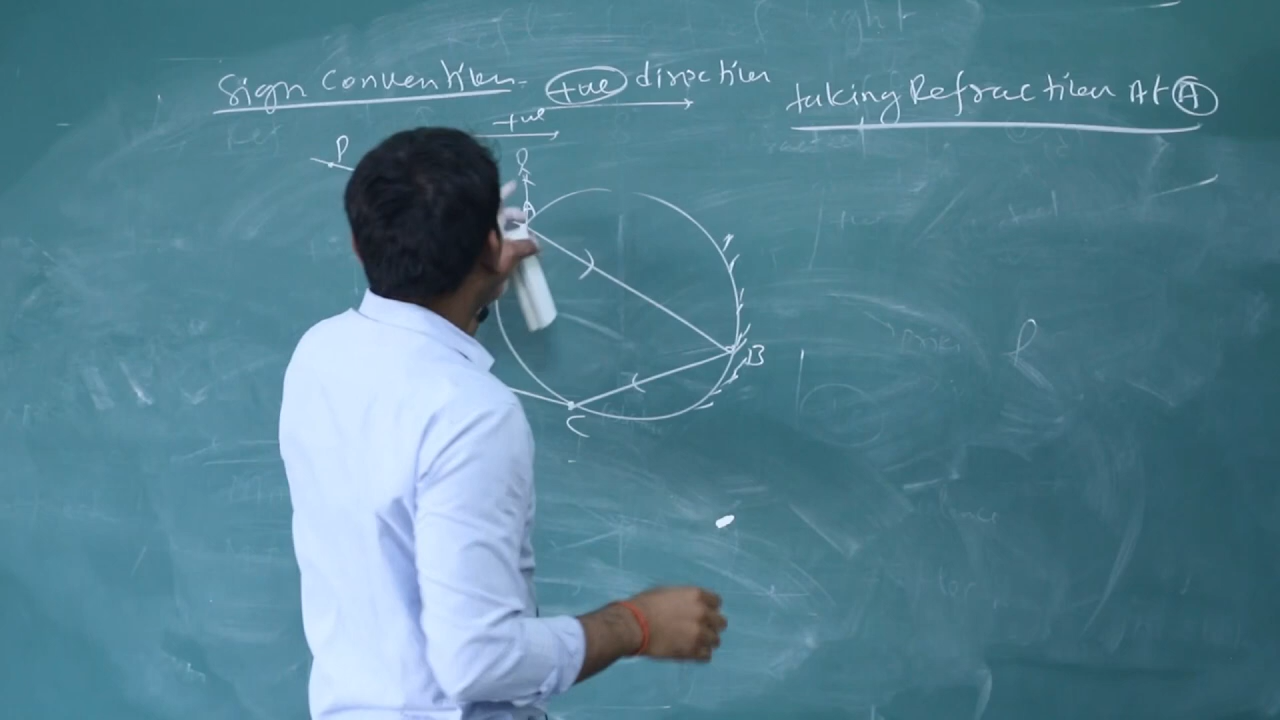 Sign Convention- +ve direction
+ve
taking Refraction At A
P
Q
A
B
C